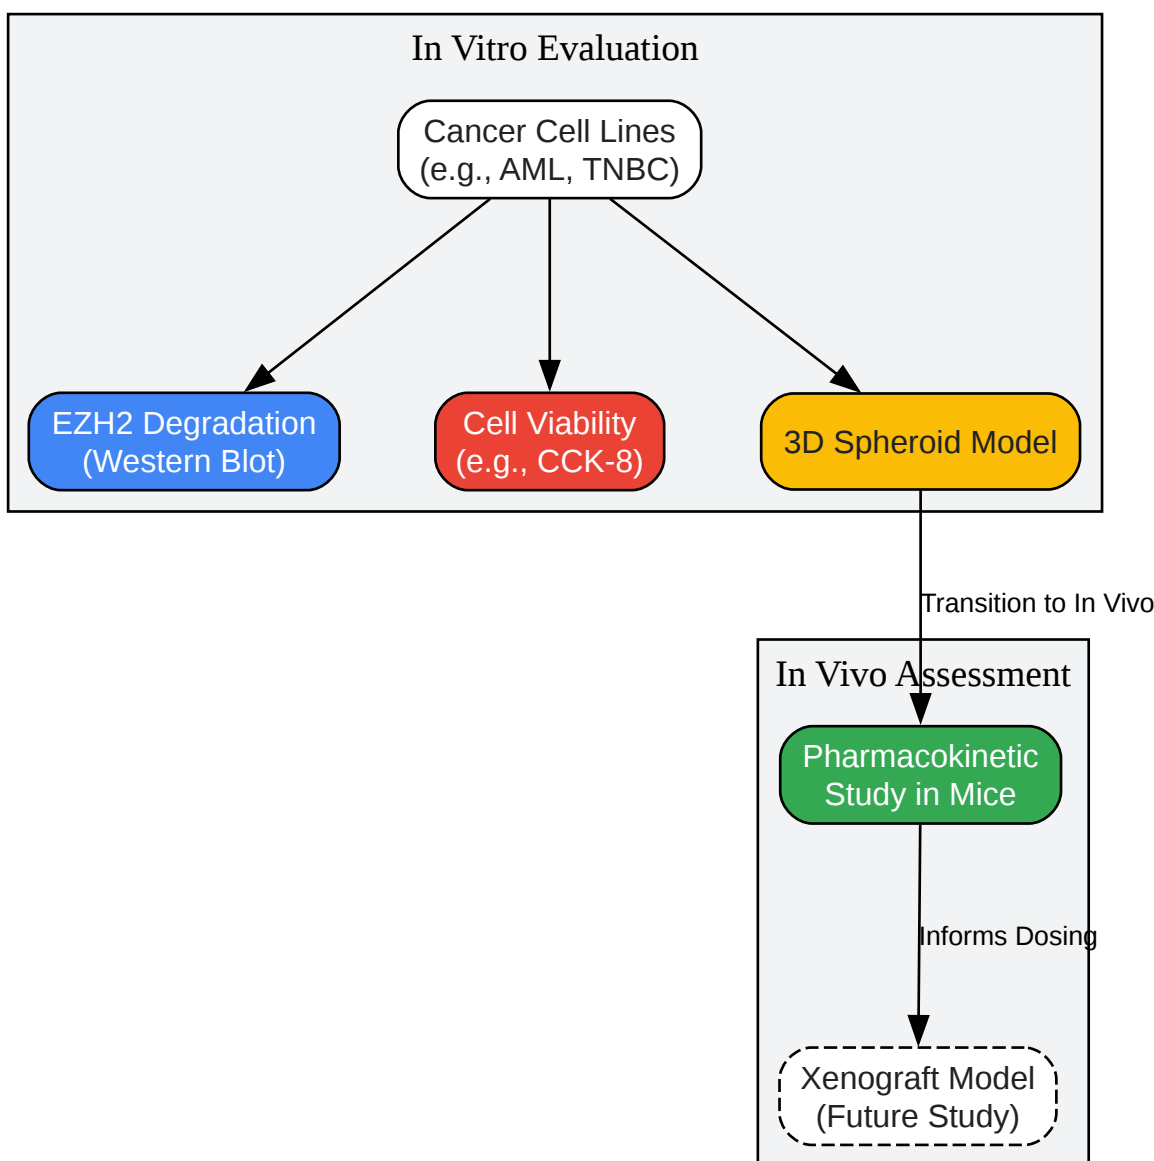 In Vitro Evaluation
Cancer Cell Lines
(e.g., AML, TNBC)
EZH2 Degradation
(Western Blot)
Cell Viability
(e.g., CCK-8)
3D Spheroid Model
Transition to In Vivo
In Vivo Assessment
Pharmacokinetic
Study in Mice
Informs Dosing
Xenograft Model
(Future Study)